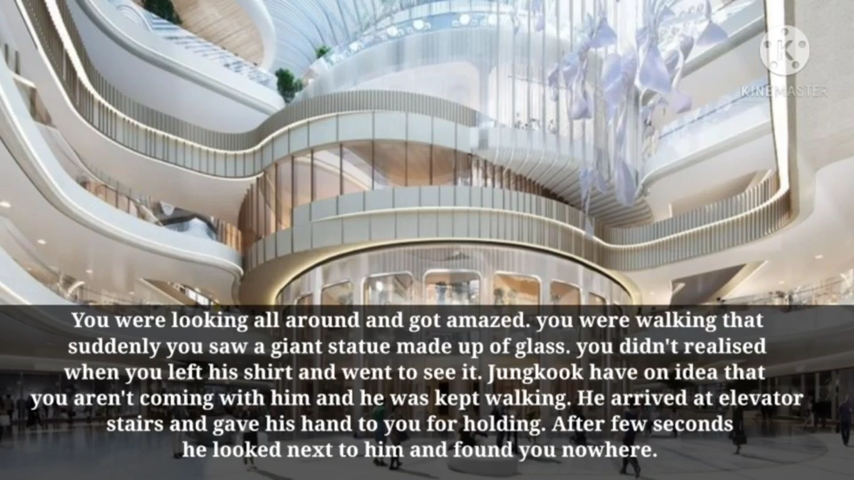 KINEMASTER
You were looking all around and got amazed. you were walking that
suddenly you saw a giant statue made up of glass. you didn't realised
when you left his shirt and went to see it. Jungkook have on idea that
you aren't coming with him and he was kept walking. He arrived at elevator
stairs and gave his hand to you for holding. After few seconds
he looked next to him and found you nowhere.